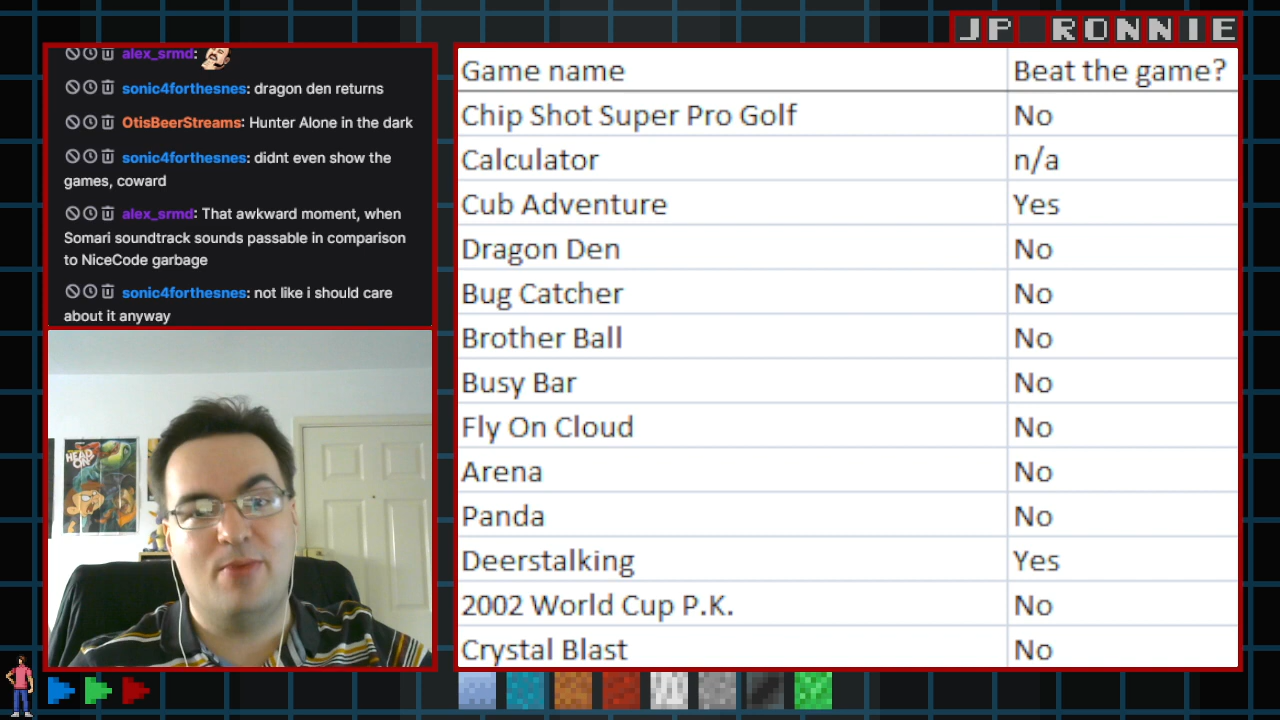 JP RONNIE
alex_srmd:
sonic4forthesnes: dragon den returns
OtisBeerStreams: Hunter Alone in the dark
sonic4forthesnes: didnt even show the
games, coward
alex_srmd: That awkward moment, when
Somari soundtrack sounds passable in comparison
to NiceCode garbage
sonic4forthesnes: not like i should care
about it anyway
HEAD ON!
Game name Beat the game?
Chip Shot Super Pro Golf No
Calculator n/a
Cub Adventure Yes
Dragon Den No
Bug Catcher No
Brother Ball No
Busy Bar No
Fly On Cloud No
Arena No
Panda No
Deerstalking Yes
2002 World Cup P.K. No
Crystal Blast No